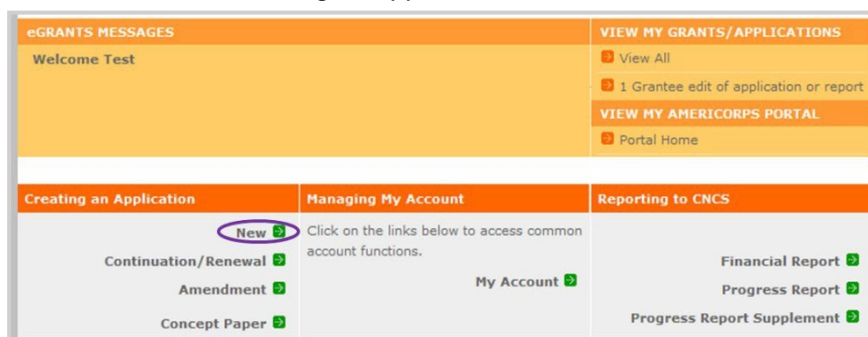 eGRANTS MESSAGES
Welcome Test
VIEW MY GRANTS/APPLICATIONS
View All
1 Grantee edit of application or report
VIEW MY AMERICORPS PORTAL
Portal Home
Creating an Application
New
Continuation/Renewal
Amendment
Concept Paper
Managing My Account
Click on the links below to access common
account functions.
My Account
Reporting to CNCS
Financial Report
Progress Report
Progress Report Supplement